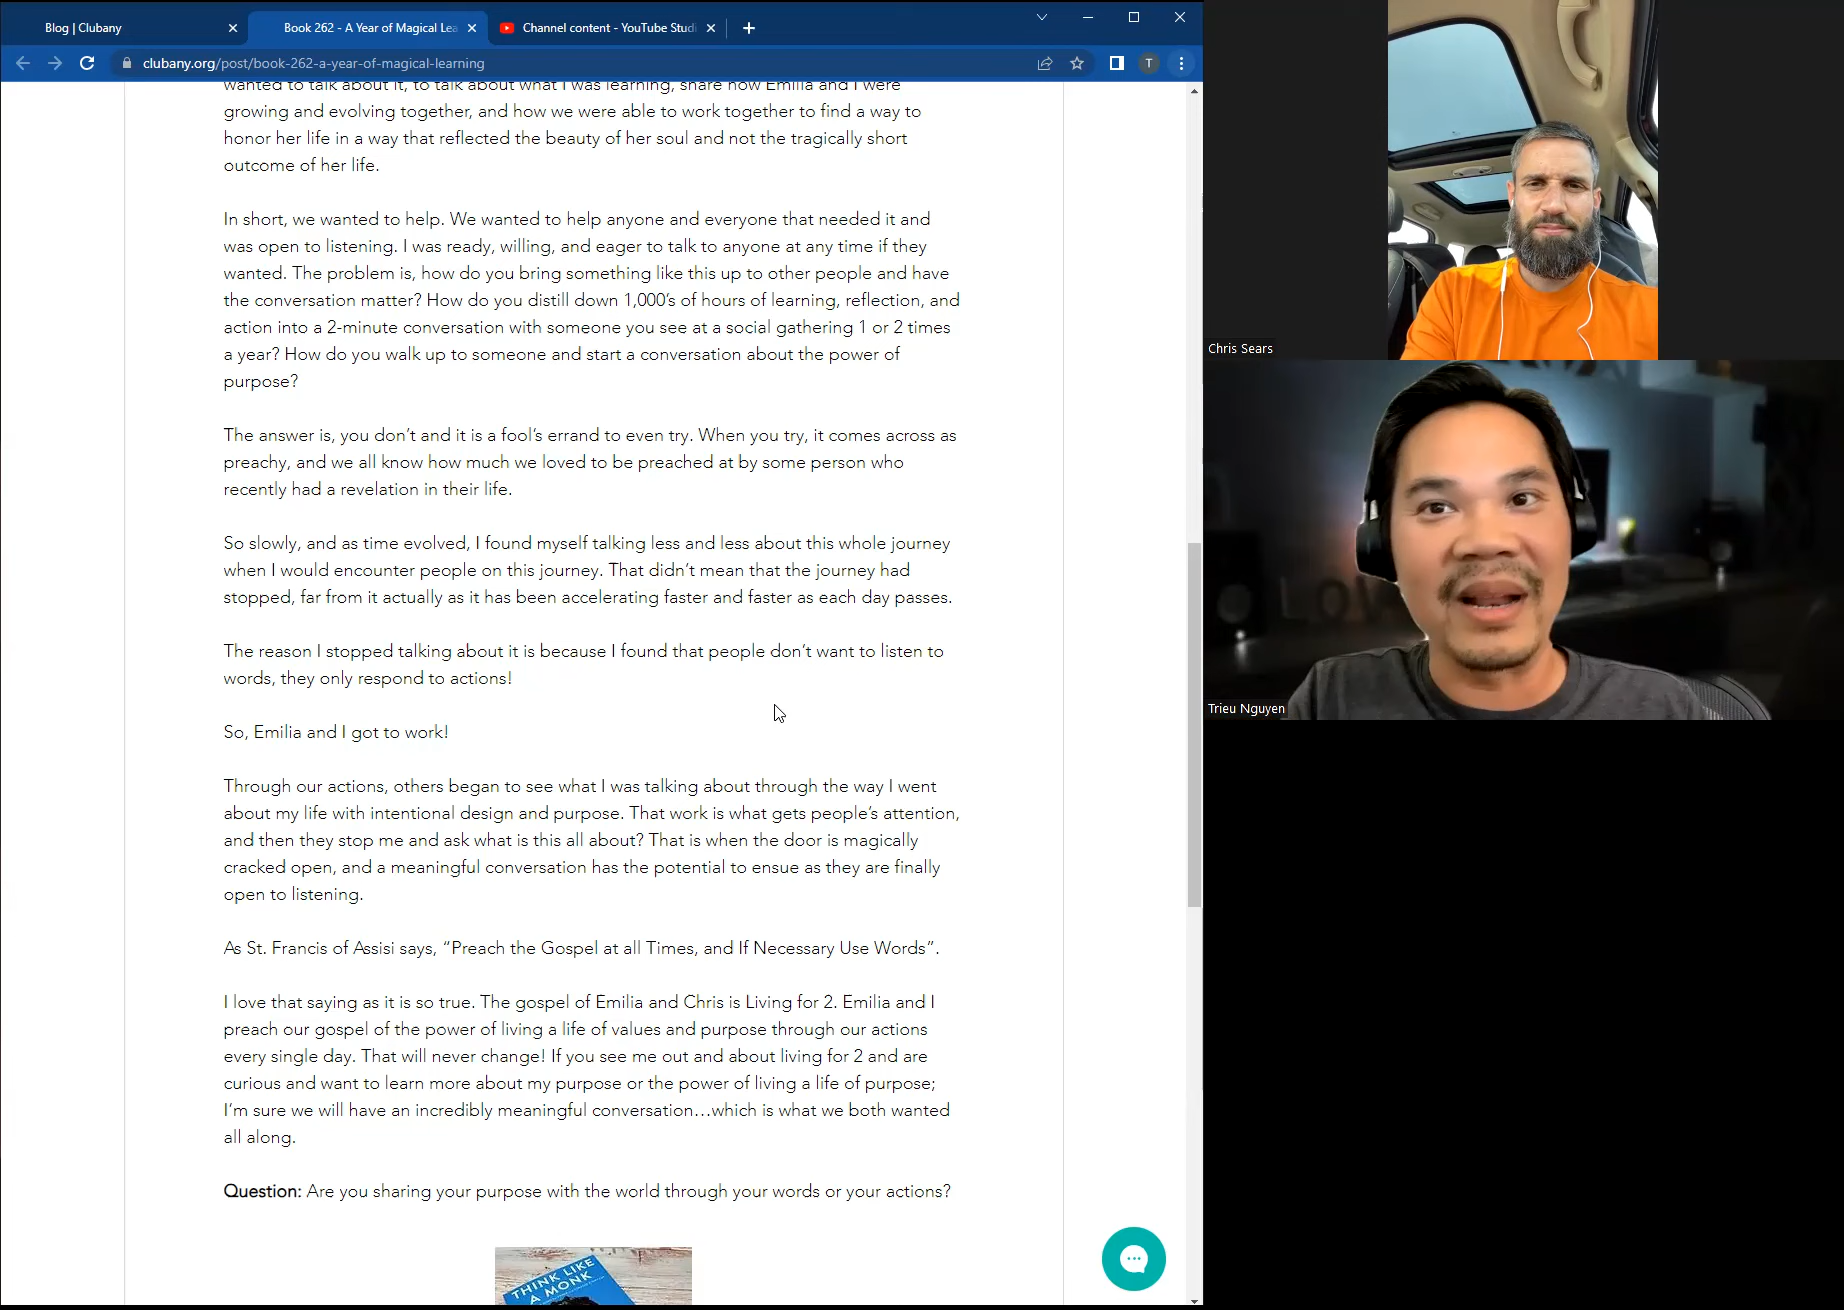 Blog | Clubany
Book 262 - A Year of Magical Lea
Channel content - YouTube Studi
clubany.org/post/book-262-a-year-of-magical-learning
T
wanted to talk about it, to talk about what I was learning, share how Emilia and I were
growing and evolving together, and how we were able to work together to find a way to
honor her life in a way that reflected the beauty of her soul and not the tragically short
outcome of her life.
In short, we wanted to help. We wanted to help anyone and everyone that needed it and
was open to listening. I was ready, willing, and eager to talk to anyone at any time if they
wanted. The problem is, how do you bring something like this up to other people and have
the conversation matter? How do you distill down 1,000's of hours of learning, reflection, and
action into a 2-minute conversation with someone you see at a social gathering 1 or 2 times
a year? How do you walk up to someone and start a conversation about the power of
purpose?
The answer is, you don't and it is a fool's errand to even try. When you try, it comes across as
preachy, and we all know how much we loved to be preached at by some person who
recently had a revelation in their life.
So slowly, and as time evolved, I found myself talking less and less about this whole journey
when I would encounter people on this journey. That didn't mean that the journey had
stopped, far from it actually as it has been accelerating faster and faster as each day passes.
The reason I stopped talking about it is because I found that people don't want to listen to
words, they only respond to actions!
So, Emilia and I got to work!
Through our actions, others began to see what I was talking about through the way I went
about my life with intentional design and purpose. That work is what gets people's attention,
and then they stop me and ask what is this all about? That is when the door is magically
cracked open, and a meaningful conversation has the potential to ensue as they are finally
open to listening.
As St. Francis of Assisi says, “Preach the Gospel at all Times, and If Necessary Use Words”.
I love that saying as it is so true. The gospel of Emilia and Chris is Living for 2. Emilia and I
preach our gospel of the power of living a life of values and purpose through our actions
every single day. That will never change! If you see me out and about living for 2 and are
curious and want to learn more about my purpose or the power of living a life of purpose;
I'm sure we will have an incredibly meaningful conversation…which is what we both wanted
all along.
Question: Are you sharing your purpose with the world through your words or your actions?
THINK LIKE
A MONK
Chris Sears
Trieu Nguyen